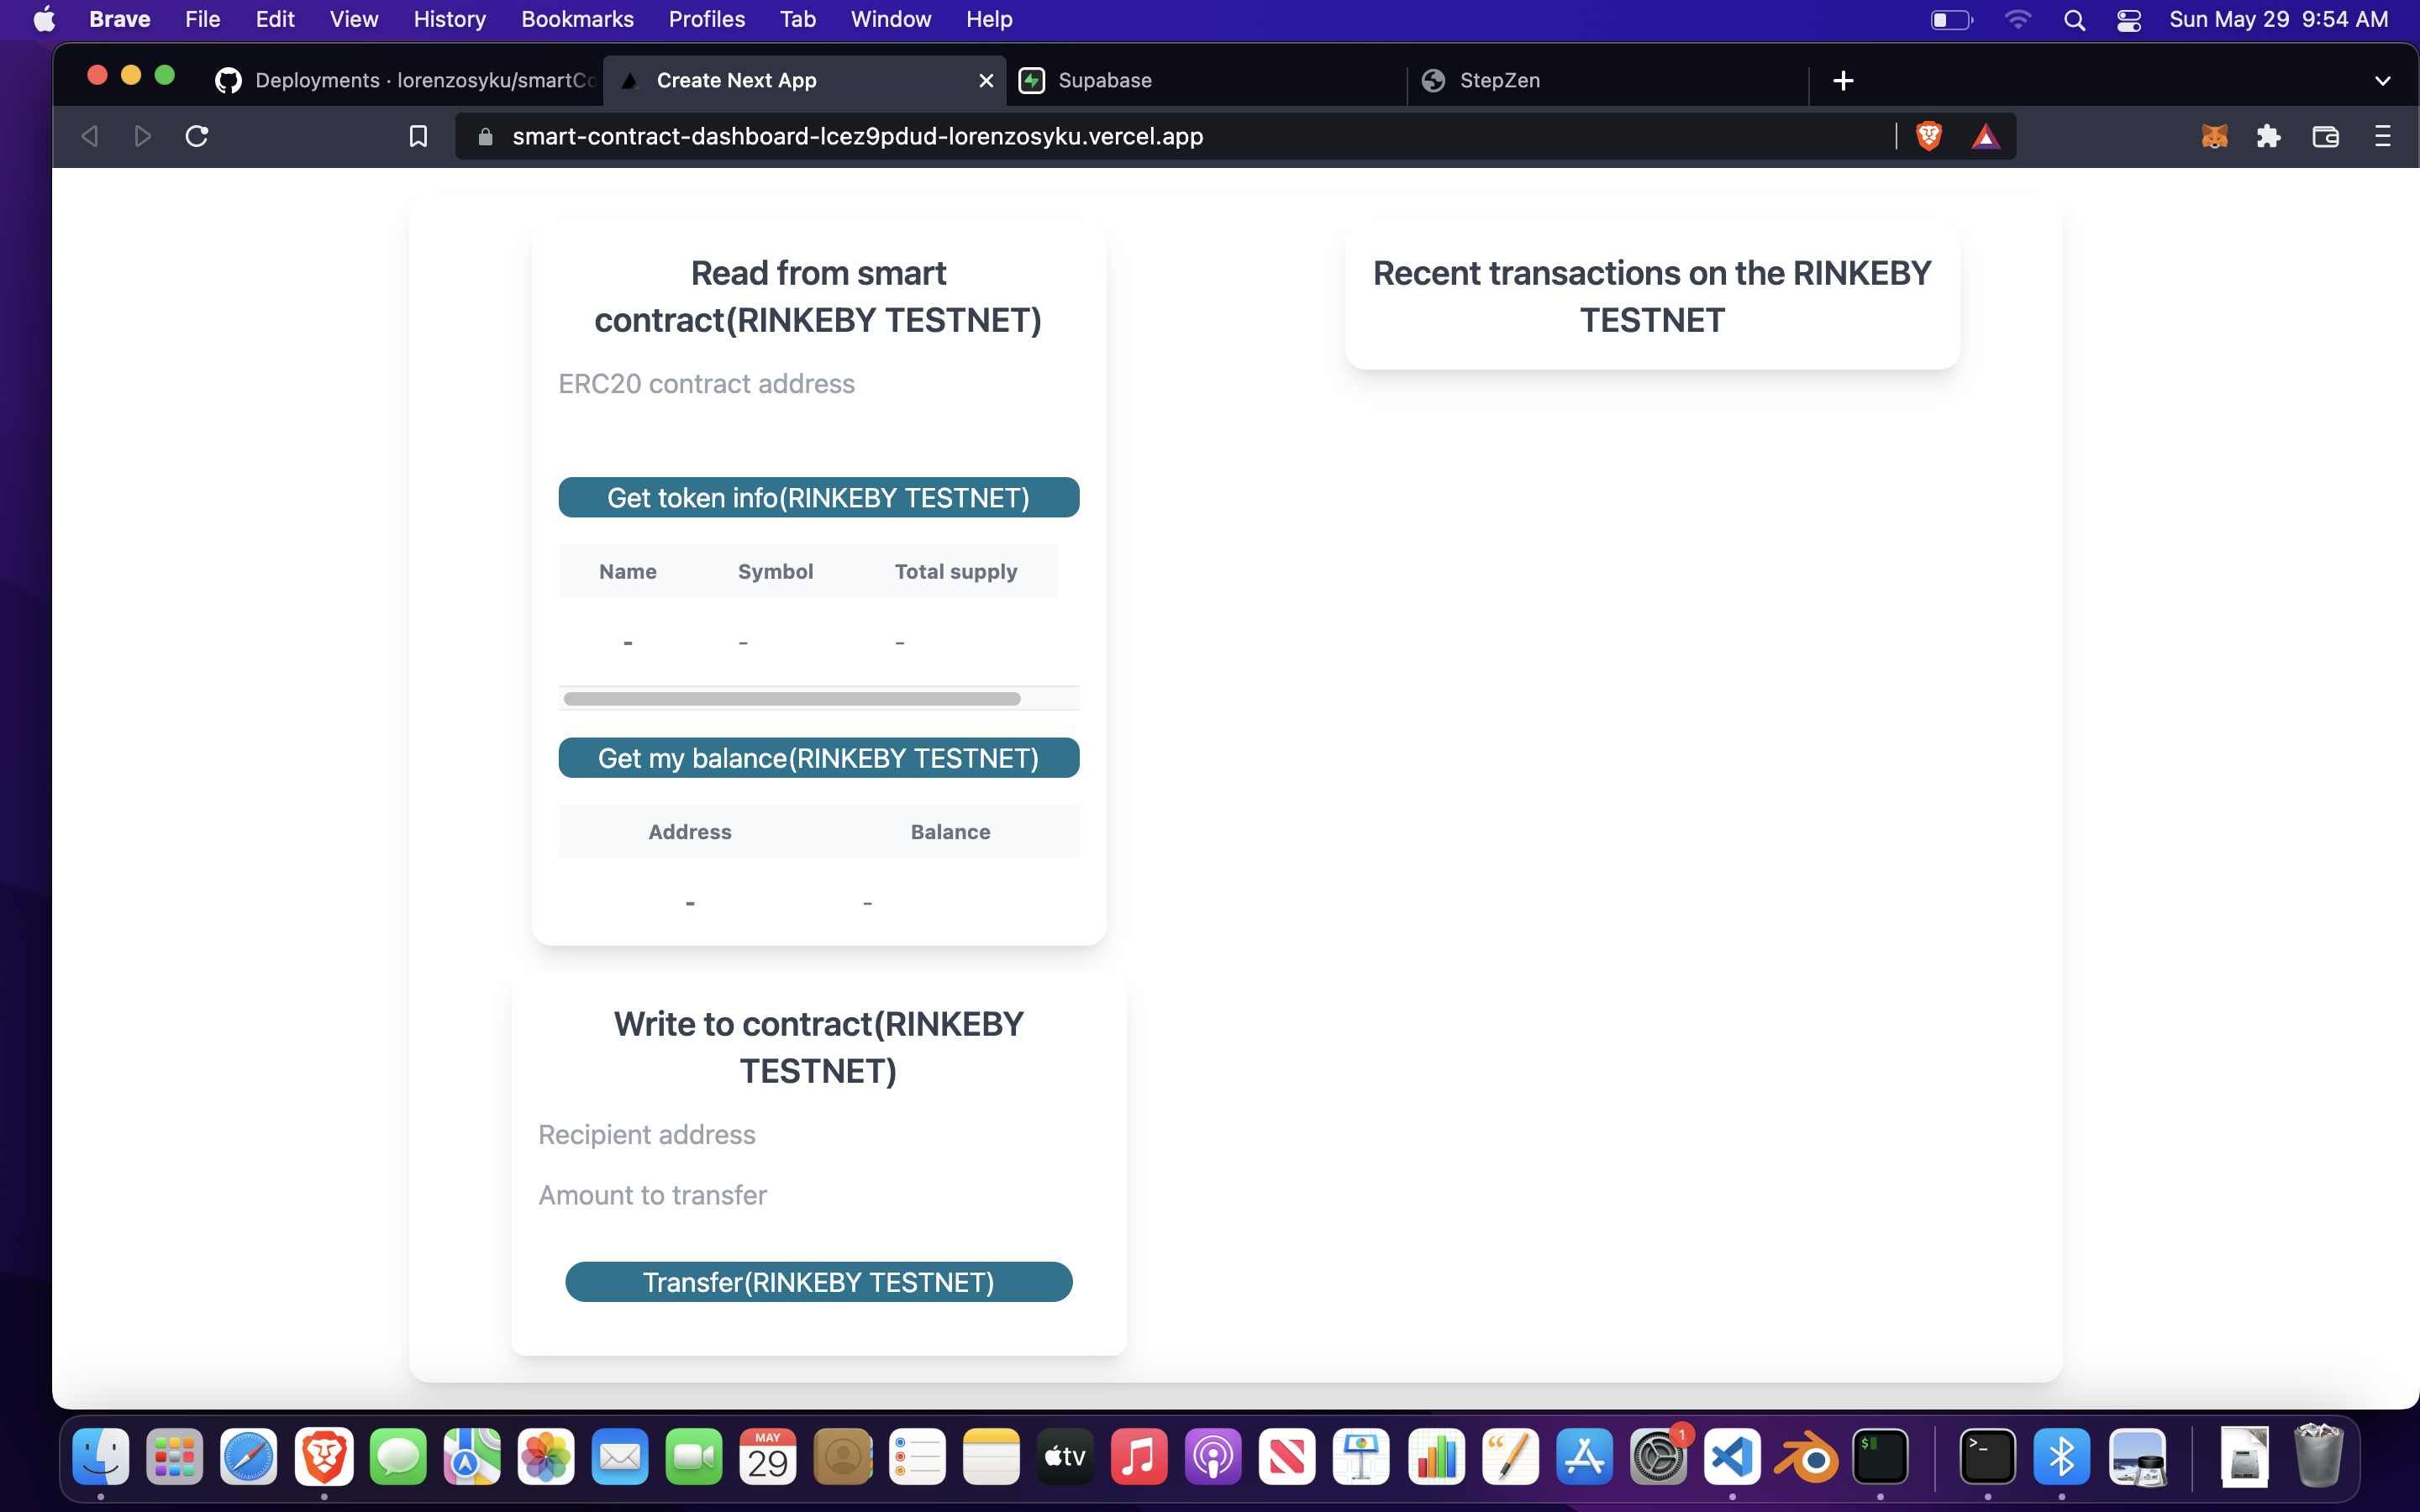 Brave File Edit View History Bookmarks Profiles Tab Window Help Sun May 29 9:54 AM
Deployments · lorenzosyku/smartCo Create Next App Supabase StepZen
smart-contract-dashboard-lcez9pdud-lorenzosyku.vercel.app
Read from smart
contract(RINKEBY TESTNET)
ERC20 contract address
Get token info(RINKEBY TESTNET)
Name Symbol Total supply
- - -
Get my balance(RINKEBY TESTNET)
Address Balance
- -
Write to contract(RINKEBY
TESTNET)
Recipient address
Amount to transfer
Transfer(RINKEBY TESTNET)
Recent transactions on the RINKEBY
TESTNET
MAY
29
tv
1
$
>_